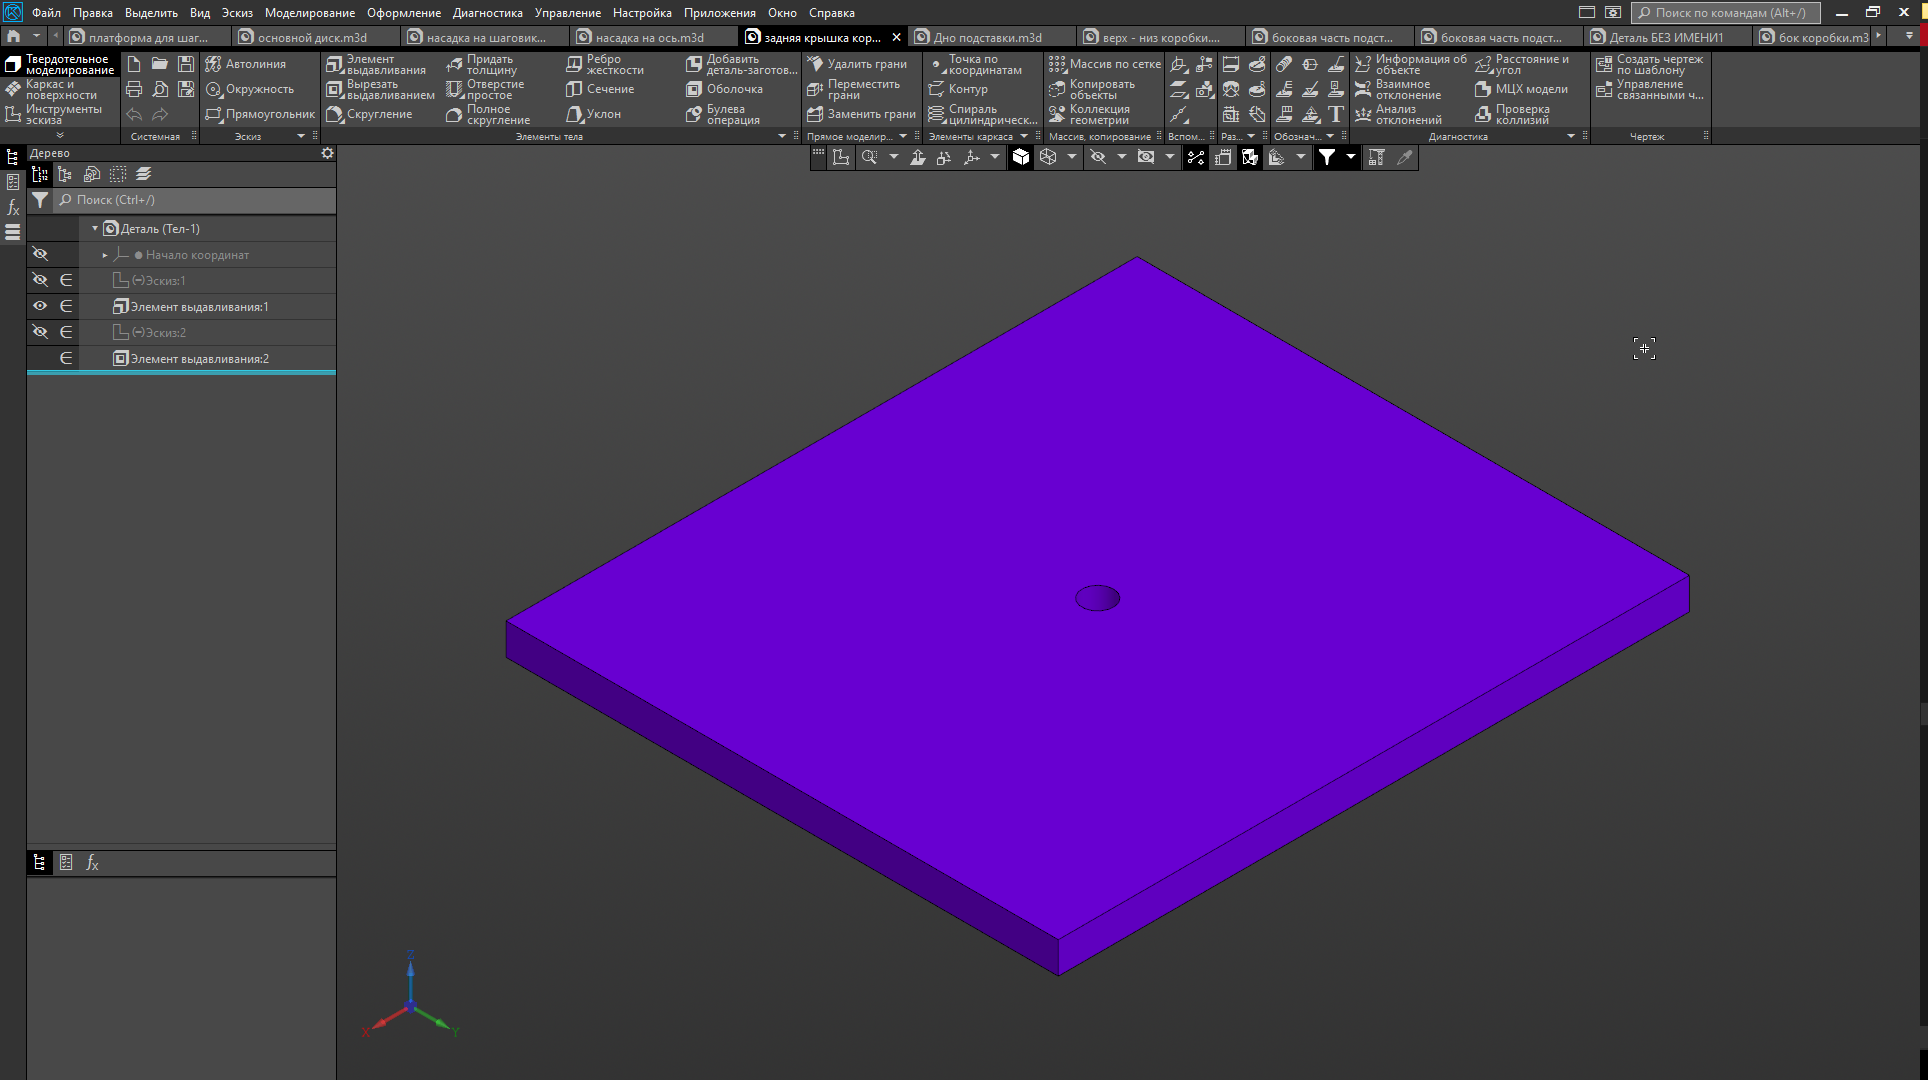 Файл Правка Выделить Вид Эскиз Моделирование Оформление Диагностика Управление Настройка Приложения Окно Справка Поиск по командам (Alt+/)
платформа для шаг... основной диск.m3d насадка на шаговик... насадка на ось.m3d задняя крышка кор... Дно подставки.m3d верх - низ коробки.... боковая часть подст... боковая часть подст... Деталь БЕЗ ИМЕНИ1 бок коробки.m3
Твердотельное моделирование
Каркас и поверхности
Инструменты эскиза
Системная
Автолиния
Окружность
Прямоугольник
Эскиз
Элемент выдавливания
Вырезать выдавливанием
Скругление
Придать толщину
Отверстие простое
Полное скругление
Ребро жесткости
Сечение
Уклон
Добавить деталь-заготов...
Оболочка
Булева операция
Элементы тела
Удалить грани
Переместить грани
Заменить грани
Прямое моделир...
Точка по координатам
Контур
Спираль цилиндрическ...
Элементы каркаса
Массив по сетке
Копировать объекты
Коллекция геометрии
Массив, копирование
Вспом...
Раз...
Обознач...
Информация об объекте
Взаимное отклонение
Анализ отклонений
Расстояние и угол
МЦХ модели
Проверка коллизий
Диагностика
Создать чертеж по шаблону
Управление связанными ч...
Чертеж
Дерево
Поиск (Ctrl+/)
Деталь (Тел-1)
Начало координат
(-)Эскиз:1
Элемент выдавливания:1
(-)Эскиз:2
Элемент выдавливания:2
Z
X
Y